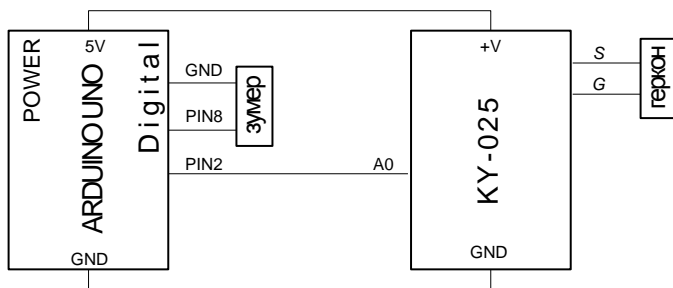 POWER
5V
ARDUINO UNO
Digital
GND
PIN8
PIN2
GND
зумер
A0
+V
KY-025
GND
S
G
геркон